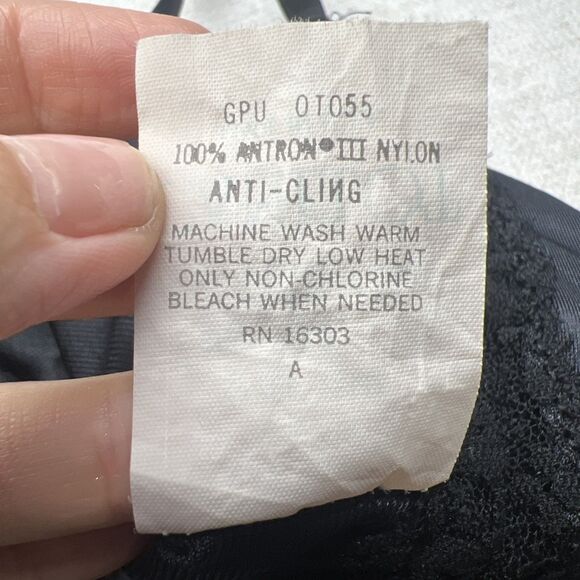 GPU OT055
100% ANTRON® III NYLON
ANTI-CLING
MACHINE WASH WARM
TUMBLE DRY LOW HEAT
ONLY NON-CHLORINE
BLEACH WHEN NEEDED
RN 16303
A